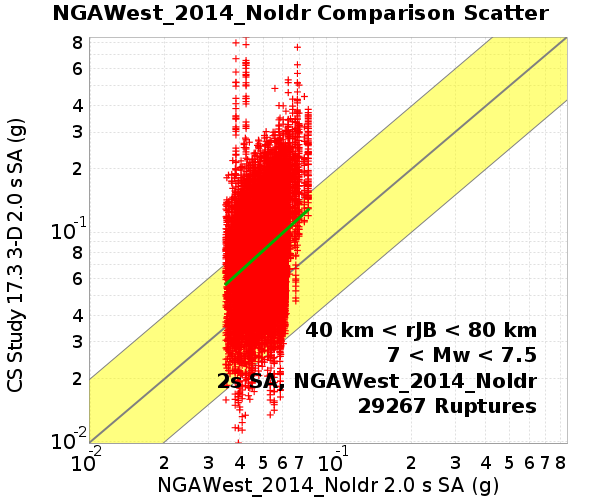 NGAWest_2014_NoIdr Comparison Scatter
CS Study 17.3 3-D 2.0 s SA (g)
8
6
4
3
2
10-1
8
6
4
3
2
10-2
40 km < rJB < 80 km
7 < Mw < 7.5
2s SA, NGAWest_2014_NoIdr
29267 Ruptures
10-2 2 3 4 5 6 7 10-1 2 3 4 5 6 7 8
NGAWest_2014_NoIdr 2.0 s SA (g)